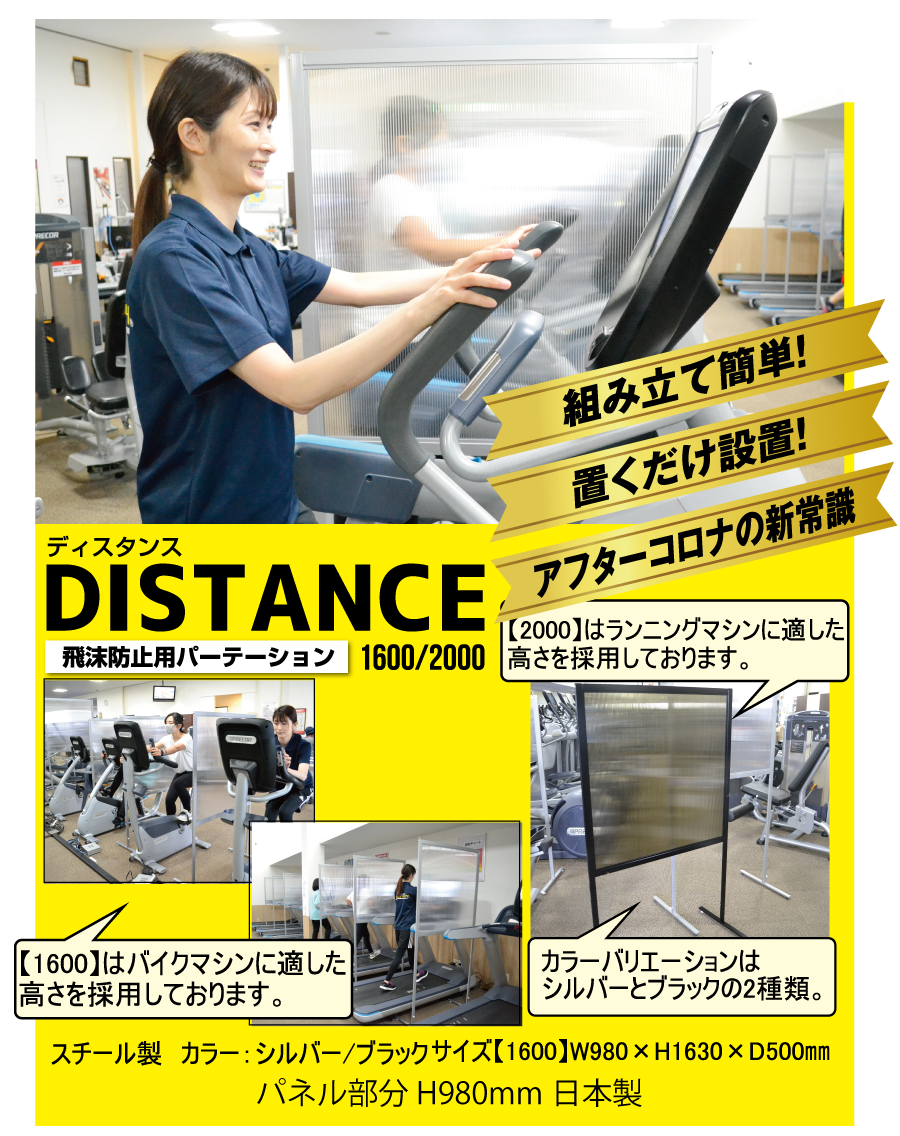 PRECOR
組み立て簡単!
置くだけ設置!
アフターコロナの新常識
ディスタンス
DISTANCE
飛沫防止用パーテーション 1600/2000
【2000】はランニングマシンに適した
高さを採用しております。
【1600】はバイクマシンに適した
高さを採用しております。
カラーバリエーションは
シルバーとブラックの2種類。
スチール製 カラー：シルバー/ブラックサイズ【1600】W980×H1630×D500㎜
パネル部分 H980mm 日本製